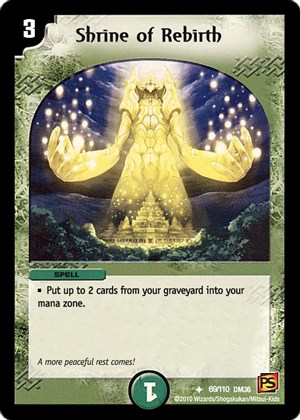 3
Shrine of Rebirth
SPELL
▪ Put up to 2 cards from your graveyard into your
mana zone.
A more peaceful rest comes!
1
69/110 DM36
©2010 Wizards/Shogakukan/Mitsui-Kids
PS